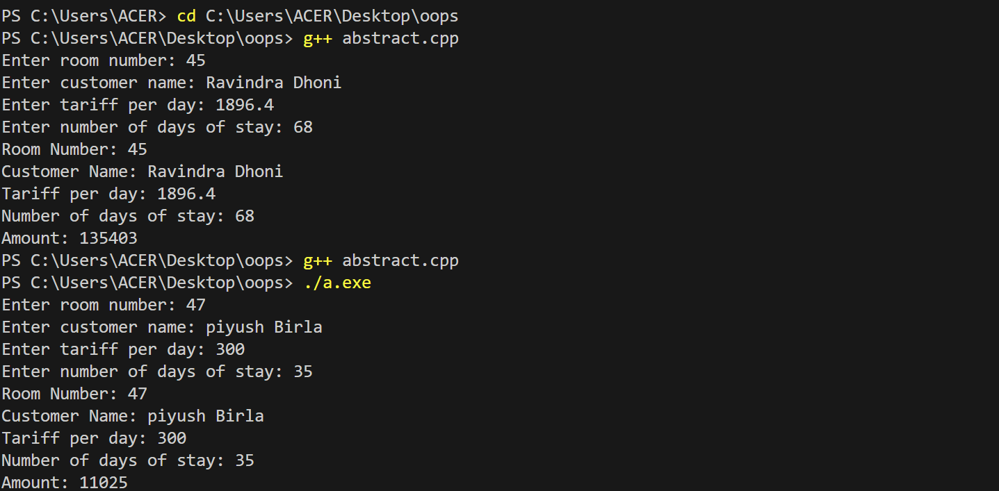 PS C:\Users\ACER> cd C:\Users\ACER\Desktop\oops
PS C:\Users\ACER\Desktop\oops> g++ abstract.cpp
Enter room number: 45
Enter customer name: Ravindra Dhoni
Enter tariff per day: 1896.4
Enter number of days of stay: 68
Room Number: 45
Customer Name: Ravindra Dhoni
Tariff per day: 1896.4
Number of days of stay: 68
Amount: 135403
PS C:\Users\ACER\Desktop\oops> g++ abstract.cpp
PS C:\Users\ACER\Desktop\oops> ./a.exe
Enter room number: 47
Enter customer name: piyush Birla
Enter tariff per day: 300
Enter number of days of stay: 35
Room Number: 47
Customer Name: piyush Birla
Tariff per day: 300
Number of days of stay: 35
Amount: 11025